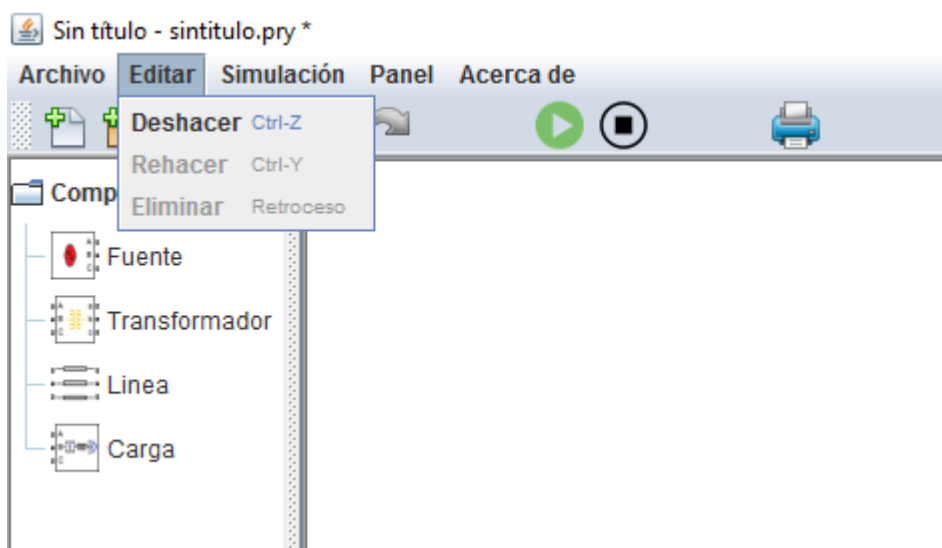 Sin título - sintitulo.pry *
Archivo Editar Simulación Panel Acerca de
Deshacer Ctrl-Z
Rehacer Ctrl-Y
Eliminar Retroceso
Comp
Fuente
Transformador
Linea
Carga